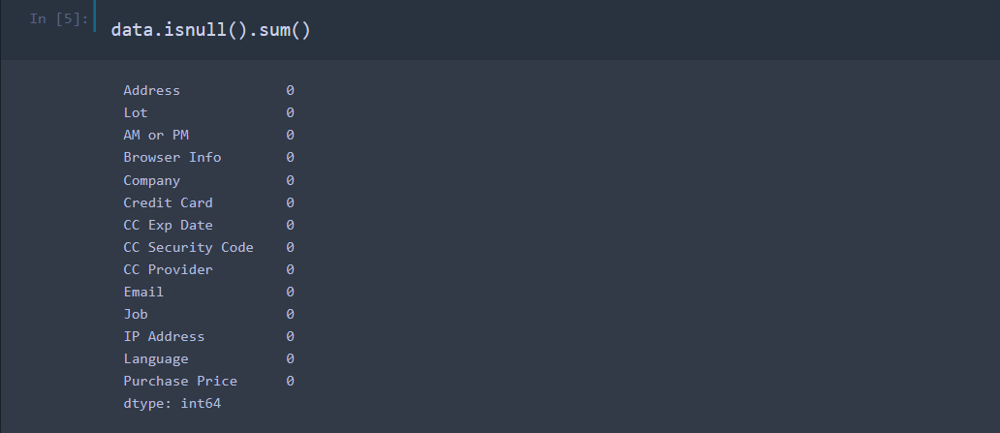 In [5]:
data.isnull().sum()
Address 0
Lot 0
AM or PM 0
Browser Info 0
Company 0
Credit Card 0
CC Exp Date 0
CC Security Code 0
CC Provider 0
Email 0
Job 0
IP Address 0
Language 0
Purchase Price 0
dtype: int64